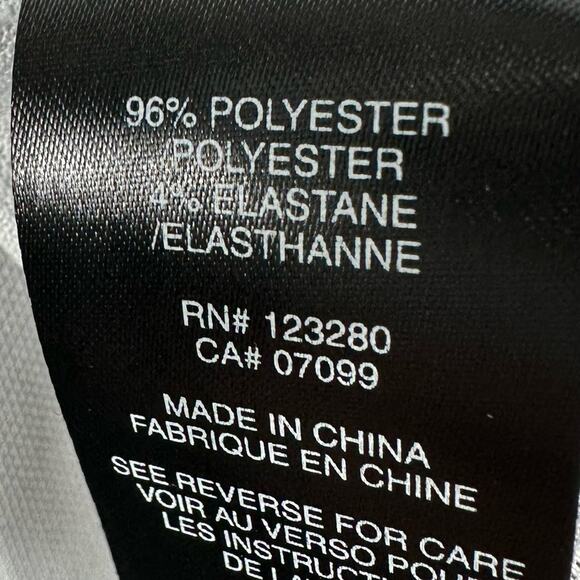 96% POLYESTER
/POLYESTER
4% ELASTANE
/ELASTHANNE
RN# 123280
CA# 07099
MADE IN CHINA
FABRIQUE EN CHINE
SEE REVERSE FOR CARE
VOIR AU VERSO POUR
LES
DE